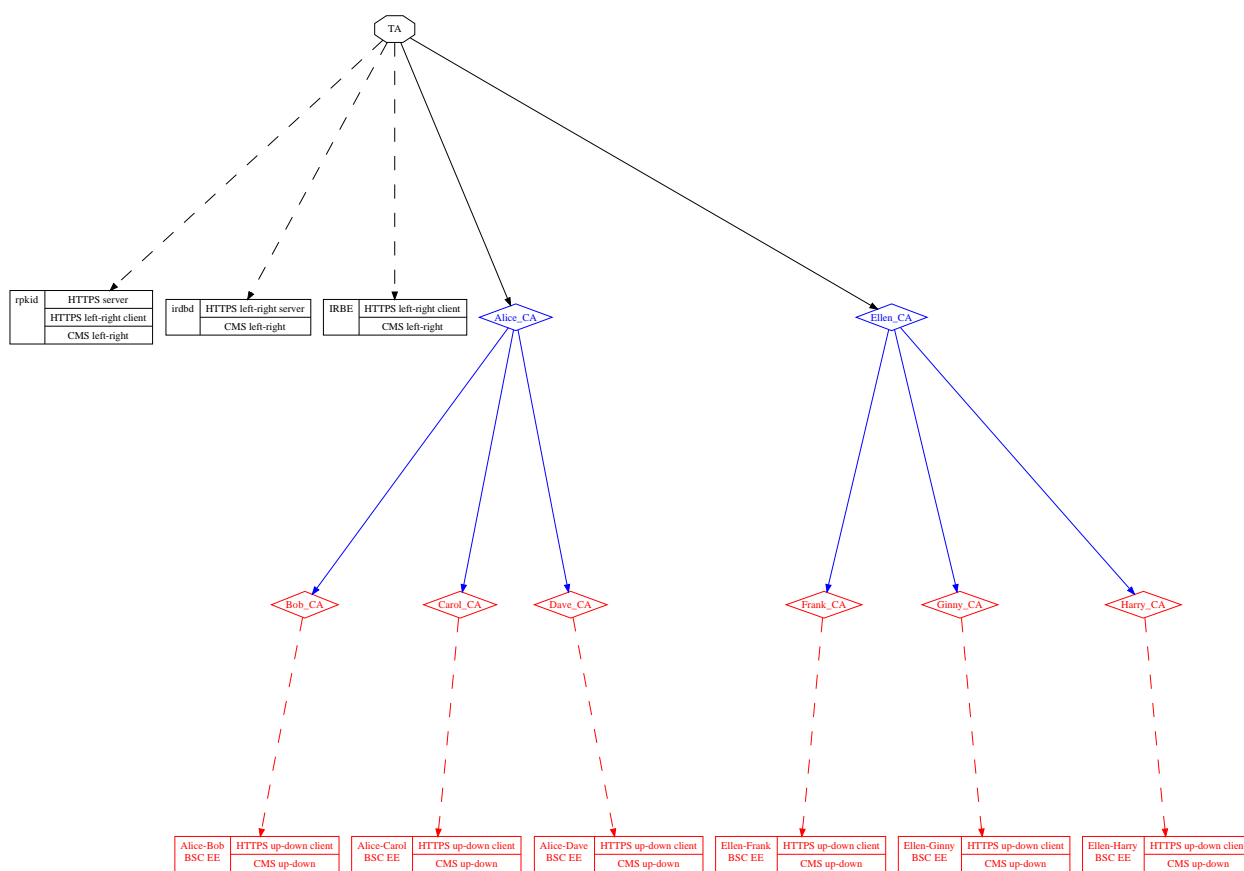 TA
rpkid
HTTPS server
HTTPS left-right client
CMS left-right
irdbd
HTTPS left-right server
CMS left-right
IRBE
HTTPS left-right client
CMS left-right
Alice_CA
Ellen_CA
Bob_CA
Carol_CA
Dave_CA
Frank_CA
Ginny_CA
Harry_CA
Alice-Bob
BSC EE
HTTPS up-down client
CMS up-down
Alice-Carol
BSC EE
HTTPS up-down client
CMS up-down
Alice-Dave
BSC EE
HTTPS up-down client
CMS up-down
Ellen-Frank
BSC EE
HTTPS up-down client
CMS up-down
Ellen-Ginny
BSC EE
HTTPS up-down client
CMS up-down
Ellen-Harry
BSC EE
HTTPS up-down client
CMS up-down